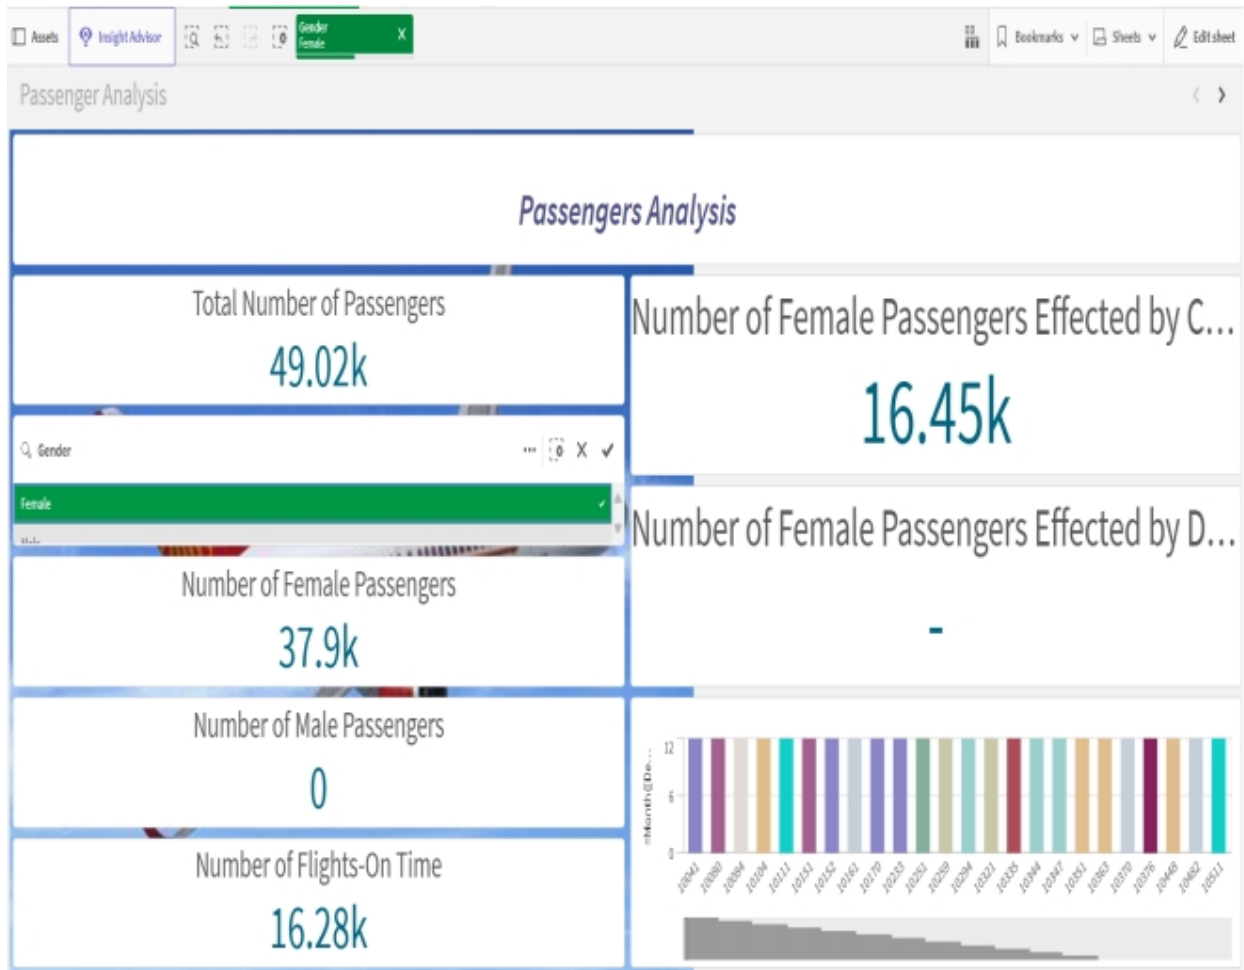 Assets
Insight Advisor
Gender
Female
X
Bookmarks
Sheets
Edit sheet
Passenger Analysis
Passengers Analysis
Total Number of Passengers
49.02k
Number of Female Passengers Effected by C...
16.45k
Gender
Female
Number of Female Passengers Effected by D...
-
Number of Female Passengers
37.9k
Number of Male Passengers
0
Number of Flights-On Time
16.28k
=Month([De...
12
6
0
10041
10080
10094
10104
10111
10151
10152
10161
10170
10233
10251
10259
10294
10321
10335
10344
10347
10351
10363
10370
10376
10448
10482
10511